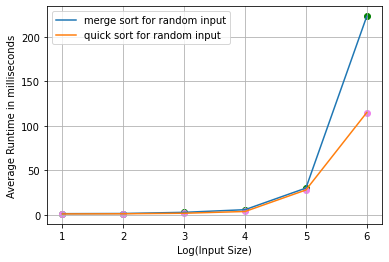 merge sort for random input
quick sort for random input
Average Runtime in milliseconds
200
150
100
50
0
1 2 3 4 5 6
Log(Input Size)